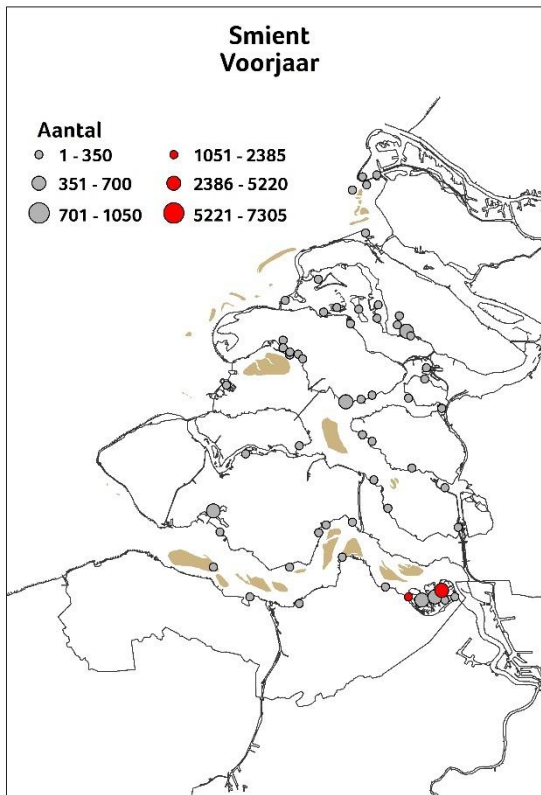 Smient
Voorjaar
Aantal
1 - 350
351 - 700
701 - 1050
1051 - 2385
2386 - 5220
5221 - 7305